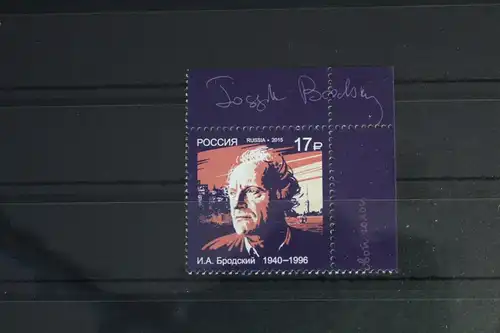 Joseph Brodsky
РОССИЯ RUSSIA • 2015 17₽
И.А. Бродский 1940–1996